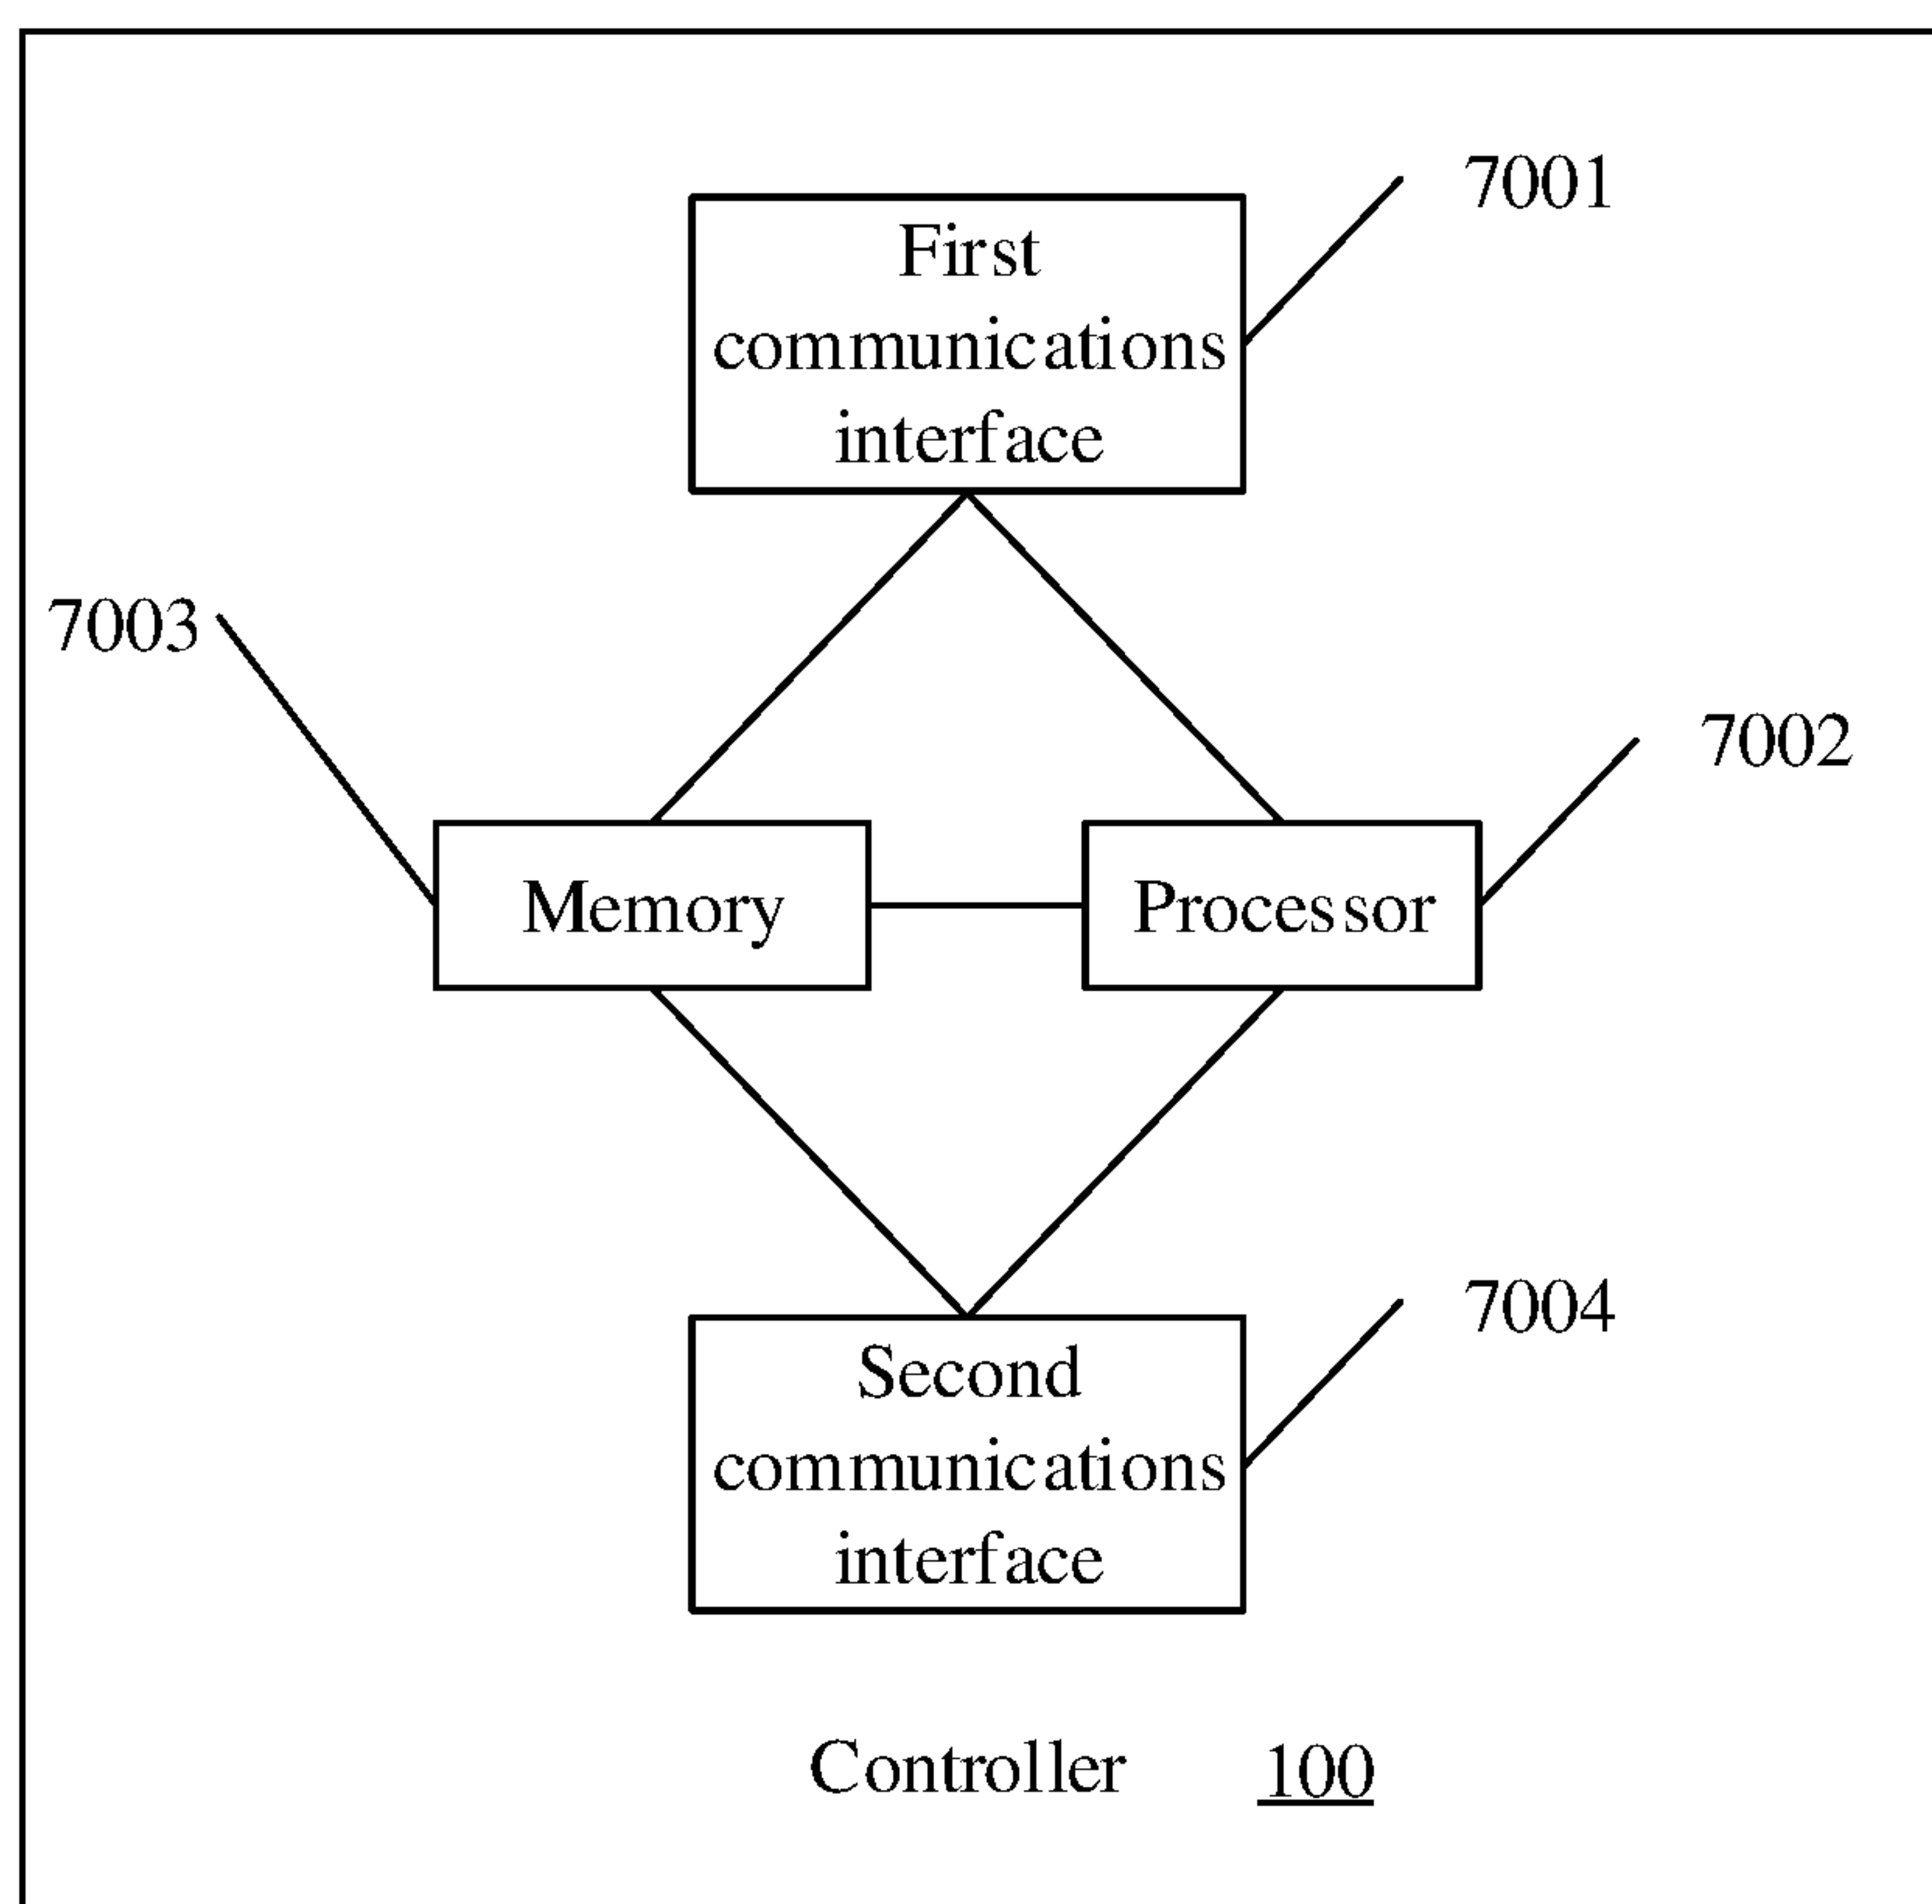 7001
First
communications
interface
7003
7002
Memory
Processor
7004
Second
communications
interface
Controller 100